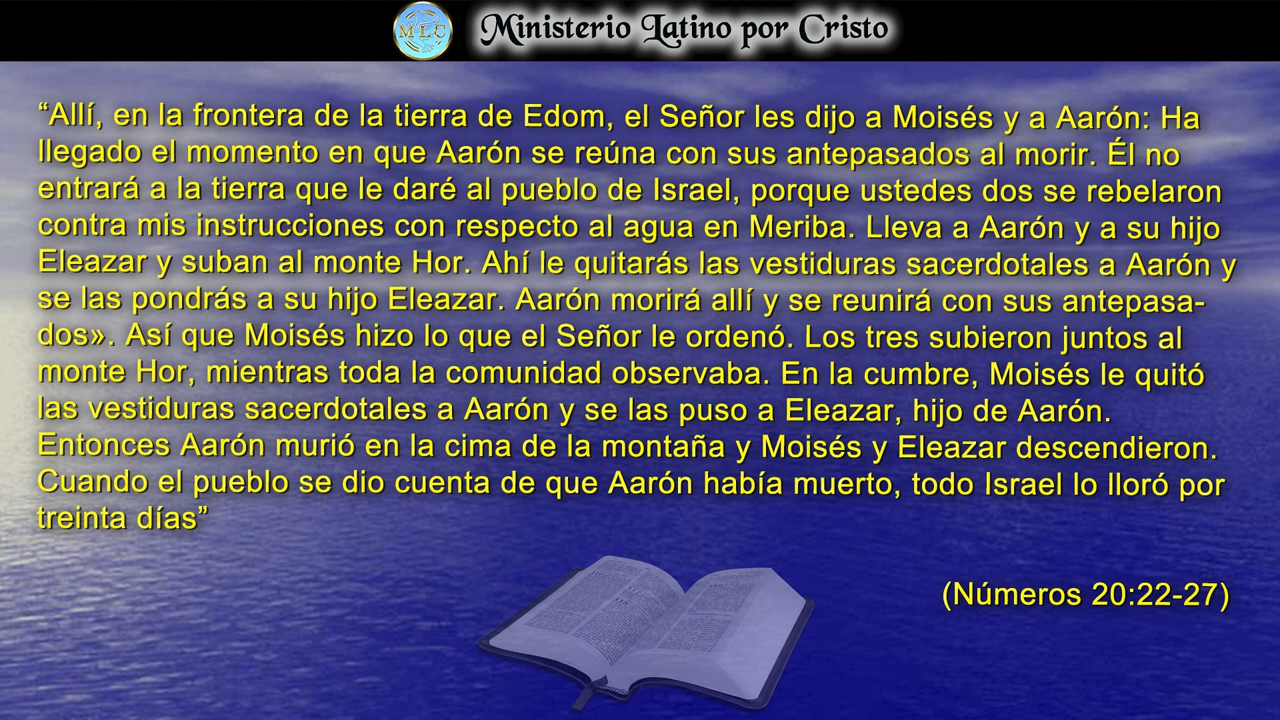 MLC
Ministerio Latino por Cristo
“Allí, en la frontera de la tierra de Edom, el Señor les dijo a Moisés y a Aarón: Ha
llegado el momento en que Aarón se reúna con sus antepasados al morir. Él no
entrará a la tierra que le daré al pueblo de Israel, porque ustedes dos se rebelaron
contra mis instrucciones con respecto al agua en Meriba. Lleva a Aarón y a su hijo
Eleazar y suban al monte Hor. Ahí le quitarás las vestiduras sacerdotales a Aarón y
se las pondrás a su hijo Eleazar. Aarón morirá allí y se reunirá con sus antepasa-
dos». Así que Moisés hizo lo que el Señor le ordenó. Los tres subieron juntos al
monte Hor, mientras toda la comunidad observaba. En la cumbre, Moisés le quitó
las vestiduras sacerdotales a Aarón y se las puso a Eleazar, hijo de Aarón.
Entonces Aarón murió en la cima de la montaña y Moisés y Eleazar descendieron.
Cuando el pueblo se dio cuenta de que Aarón había muerto, todo Israel lo lloró por
treinta días”
(Números 20:22-27)